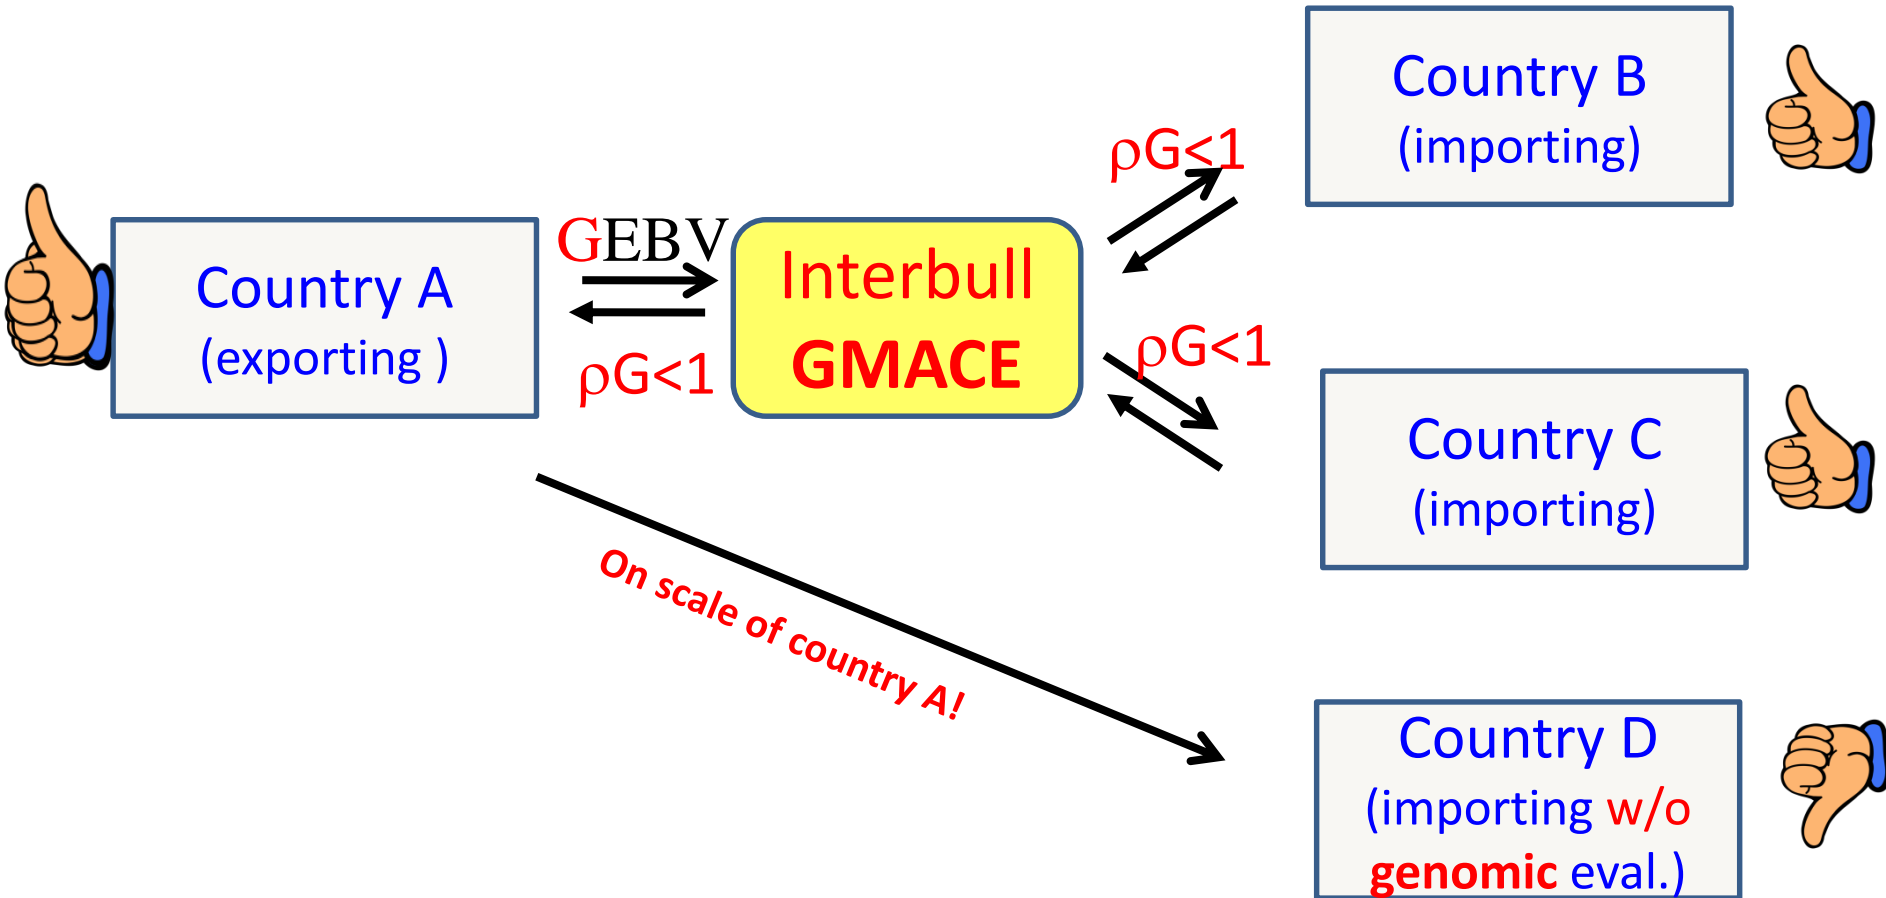 Country A
(exporting )
GEBV
ρG<1
Interbull
GMACE
ρG<1
Country B
(importing)
ρG<1
Country C
(importing)
On scale of country A!
Country D
(importing w/o
genomic eval.)